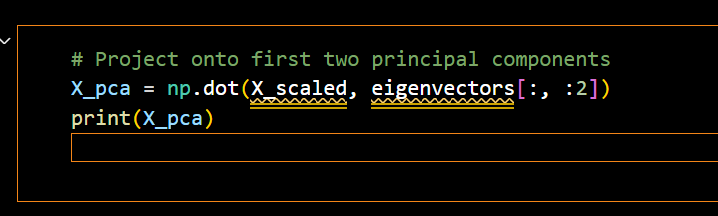 # Project onto first two principal components
X_pca = np.dot(X_scaled, eigenvectors[:, :2])
print(X_pca)